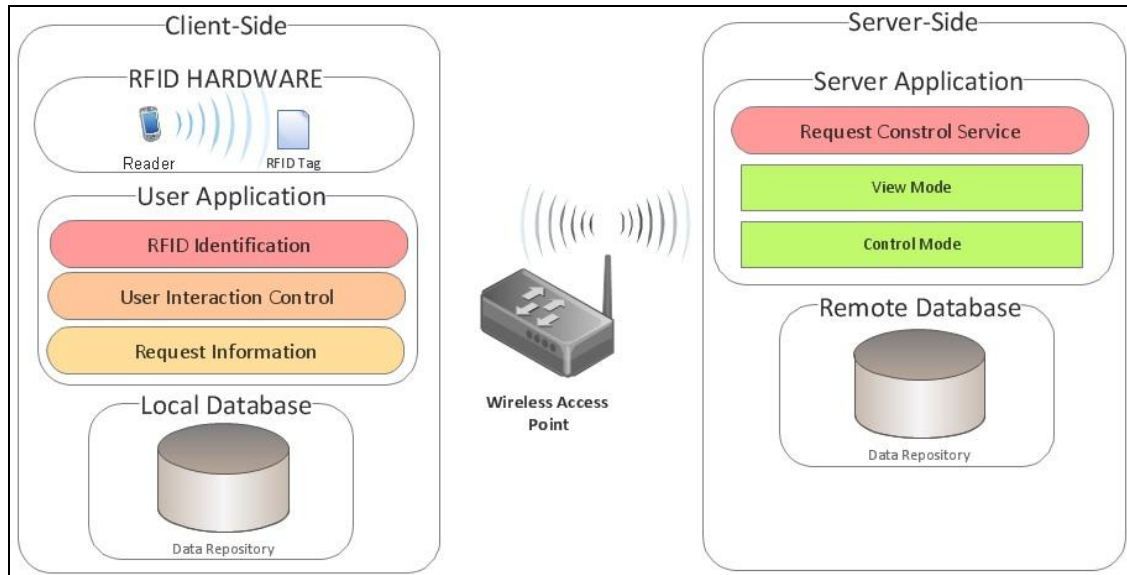 Client-Side
RFID HARDWARE
Reader
RFID Tag
User Application
RFID Identification
User Interaction Control
Request Information
Local Database
Data Repository
Wireless Access
Point
Server-Side
Server Application
Request Constrol Service
View Mode
Control Mode
Remote Database
Data Repository